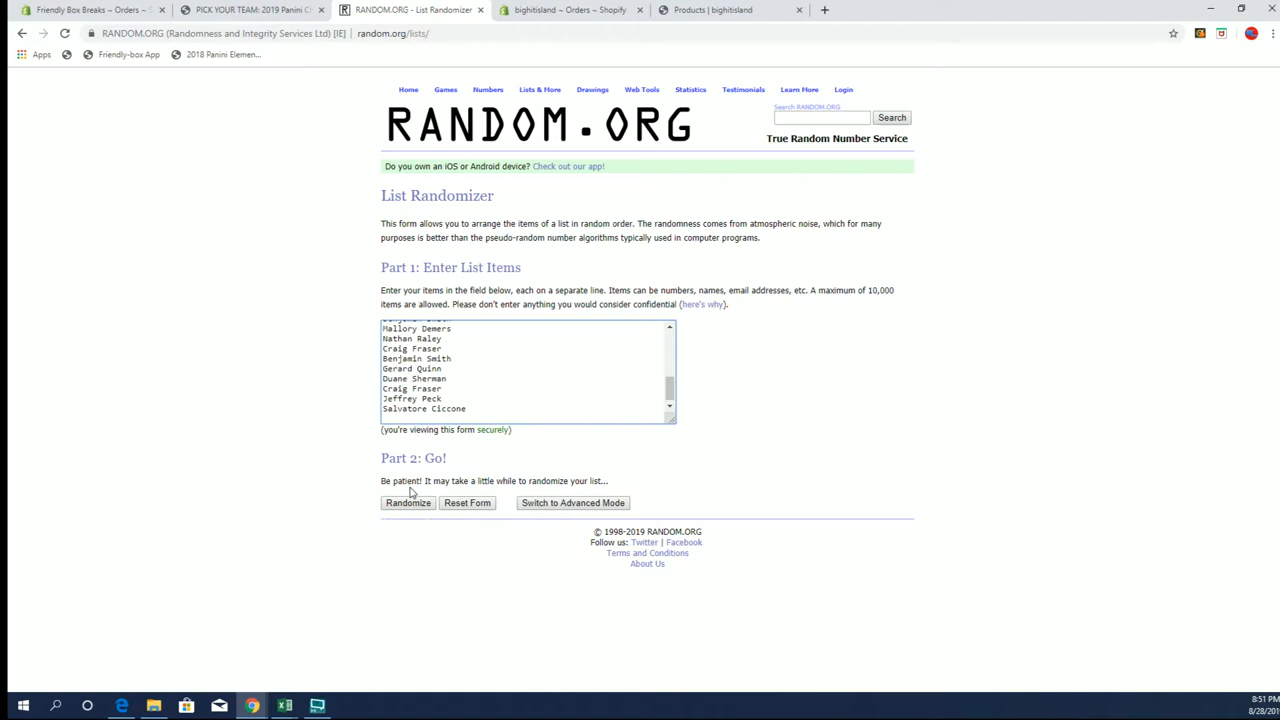 Friendly Box Breaks ~ Orders ~ S
PICK YOUR TEAM: 2019 Panini C
RANDOM.ORG - List Randomizer
bighitisland ~ Orders ~ Shopify
Products | bighitisland
RANDOM.ORG (Randomness and Integrity Services Ltd) [IE] | random.org/lists/
Apps
Friendly-box App
2018 Panini Elemen...
Home Games Numbers Lists & More Drawings Web Tools Statistics Testimonials Learn More Login
RANDOM.ORG
Search RANDOM.ORG
Search
True Random Number Service
Do you own an iOS or Android device? Check out our app!
List Randomizer
This form allows you to arrange the items of a list in random order. The randomness comes from atmospheric noise, which for many
purposes is better than the pseudo-random number algorithms typically used in computer programs.
Part 1: Enter List Items
Enter your items in the field below, each on a separate line. Items can be numbers, names, email addresses, etc. A maximum of 10,000
items are allowed. Please don't enter anything you would consider confidential (here's why).
Mallory Demers
Nathan Raley
Craig Fraser
Benjamin Smith
Gerard Quinn
Duane Sherman
Craig Fraser
Jeffrey Peck
Salvatore Ciccone
(you're viewing this form securely)
Part 2: Go!
Be patient! It may take a little while to randomize your list...
Randomize Reset Form Switch to Advanced Mode
© 1998-2019 RANDOM.ORG
Follow us: Twitter | Facebook
Terms and Conditions
About Us
8:51 PM
8/28/201